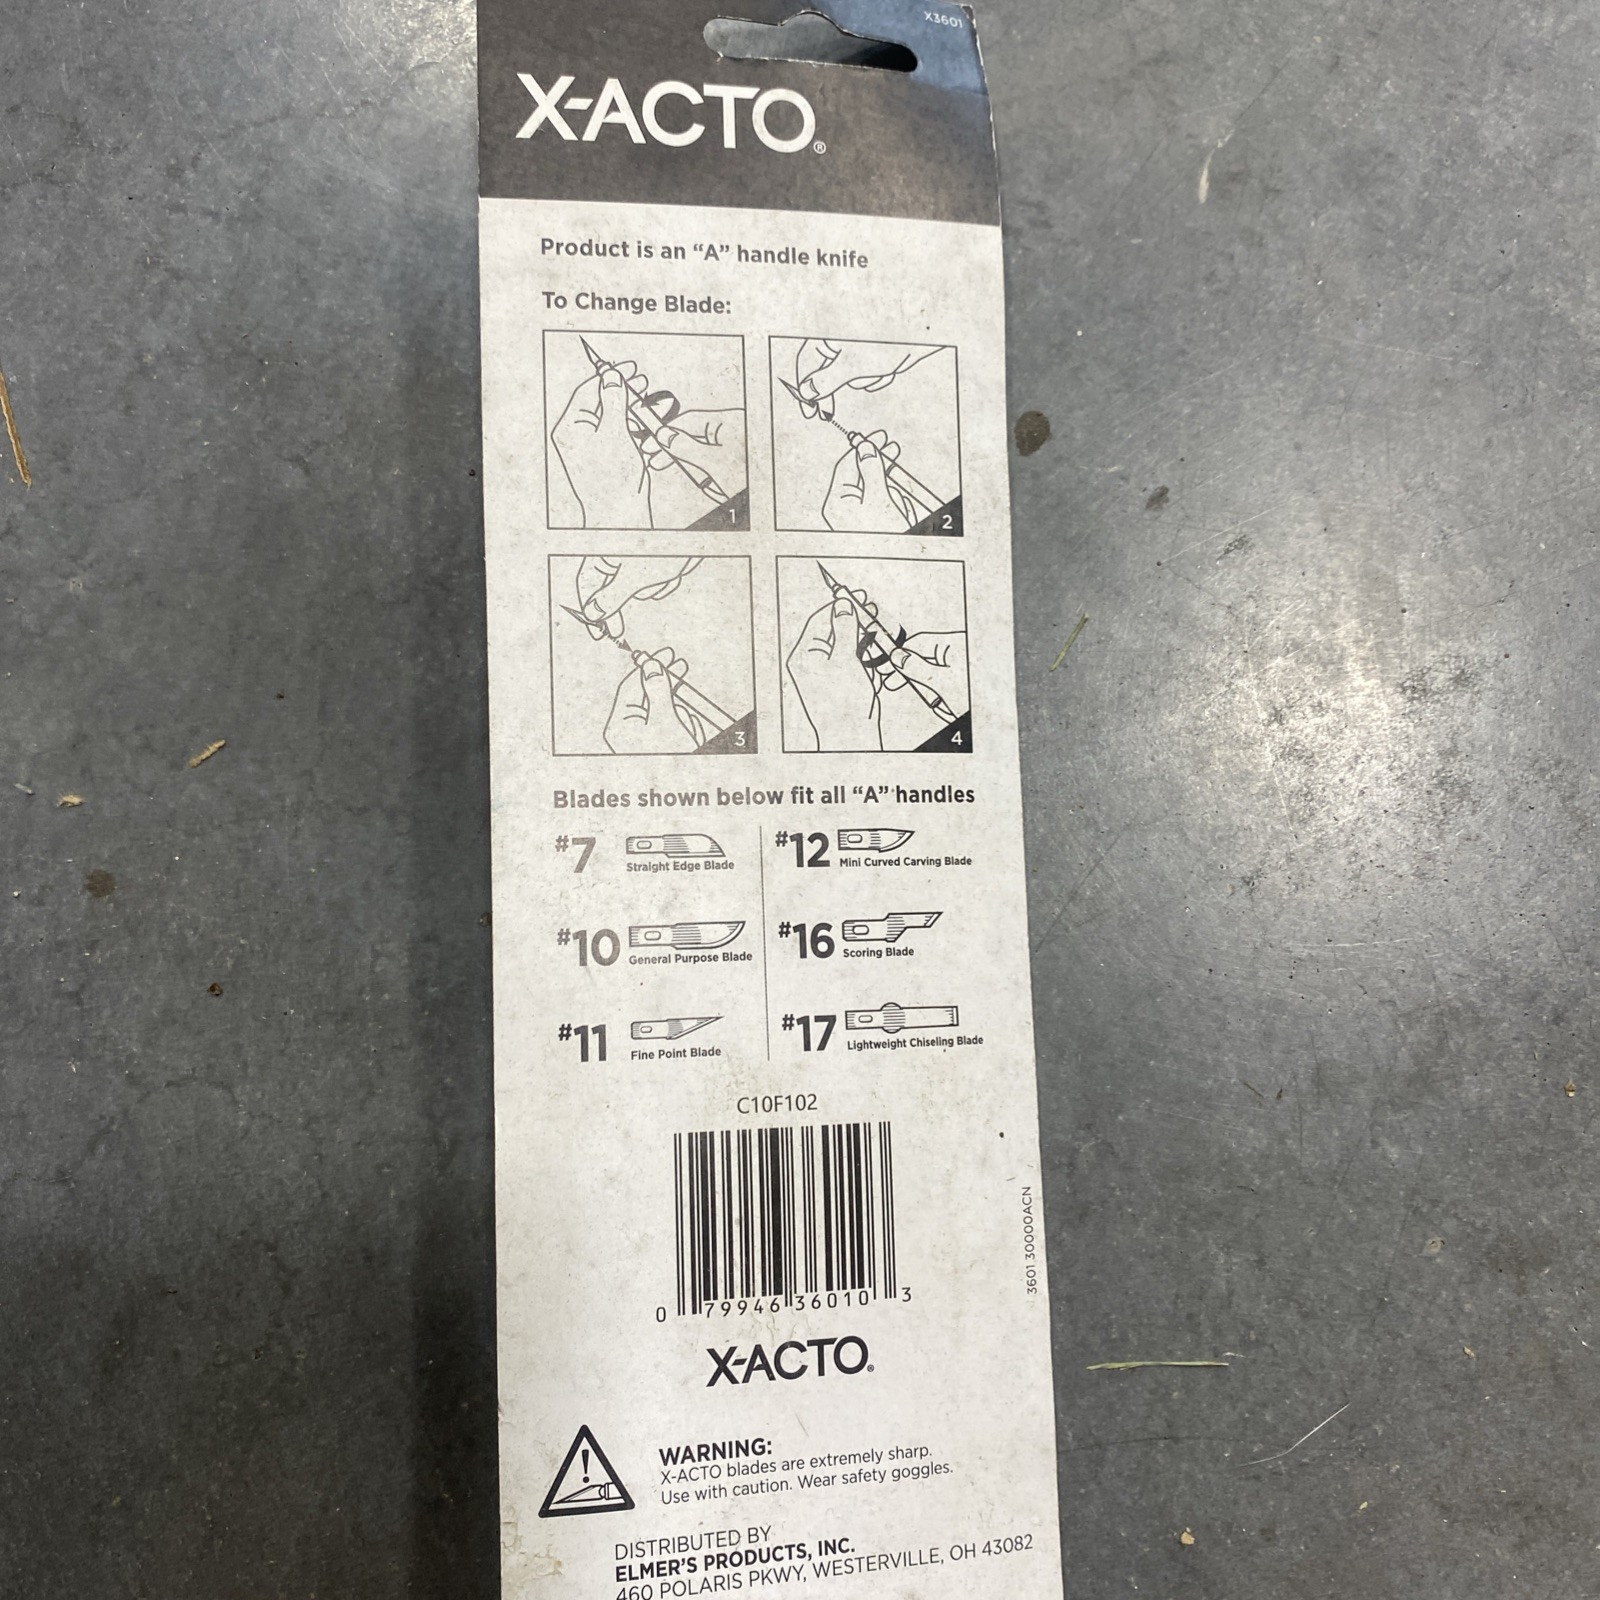 X3601
X-ACTO®
Product is an “A” handle knife
To Change Blade:
1
2
3
4
Blades shown below fit all “A” handles
#7
Straight Edge Blade
#12
Mini Curved Carving Blade
#10
General Purpose Blade
#16
Scoring Blade
#11
Fine Point Blade
#17
Lightweight Chiseling Blade
C10F102
0 79946 36010 3
3601 30000ACN
X-ACTO®
WARNING:
X-ACTO blades are extremely sharp.
Use with caution. Wear safety goggles.
DISTRIBUTED BY
ELMER'S PRODUCTS, INC.
460 POLARIS PKWY, WESTERVILLE, OH 43082